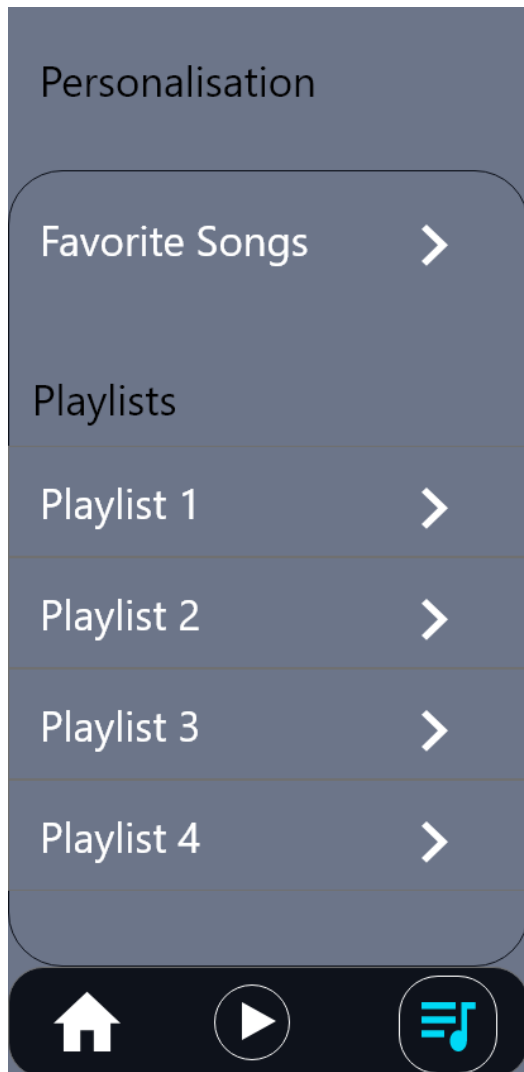 Personalisation
Favorite Songs
Playlists
Playlist 1
Playlist 2
Playlist 3
Playlist 4